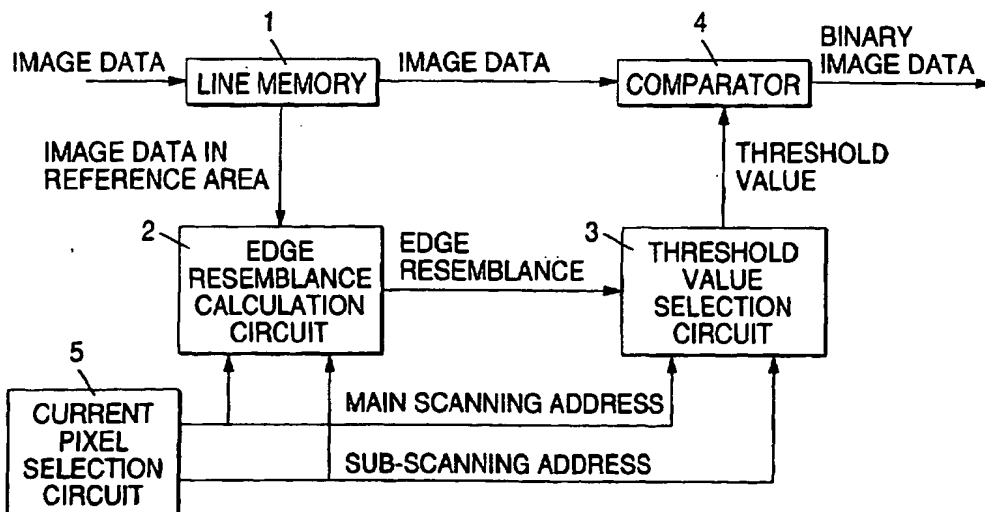 1
4
IMAGE DATA
LINE MEMORY
IMAGE DATA
COMPARATOR
BINARY
IMAGE DATA
IMAGE DATA IN
REFERENCE AREA
THRESHOLD
VALUE
2
EDGE
RESEMBLANCE
CALCULATION
CIRCUIT
EDGE
RESEMBLANCE
3
THRESHOLD
VALUE
SELECTION
CIRCUIT
5
CURRENT
PIXEL
SELECTION
CIRCUIT
MAIN SCANNING ADDRESS
SUB-SCANNING ADDRESS